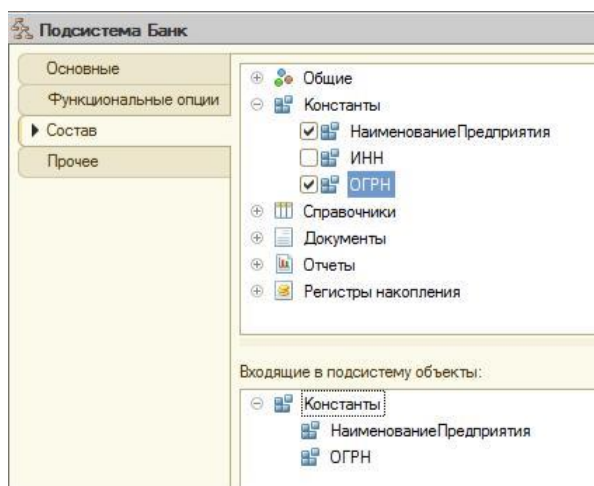 Подсистема Банк
Основные
Функциональные опции
Состав
Прочее
Общие
Константы
НаименованиеПредприятия
ИНН
ОГРН
Справочники
Документы
Отчеты
Регистры накопления
Входящие в подсистему объекты:
Константы
НаименованиеПредприятия
ОГРН